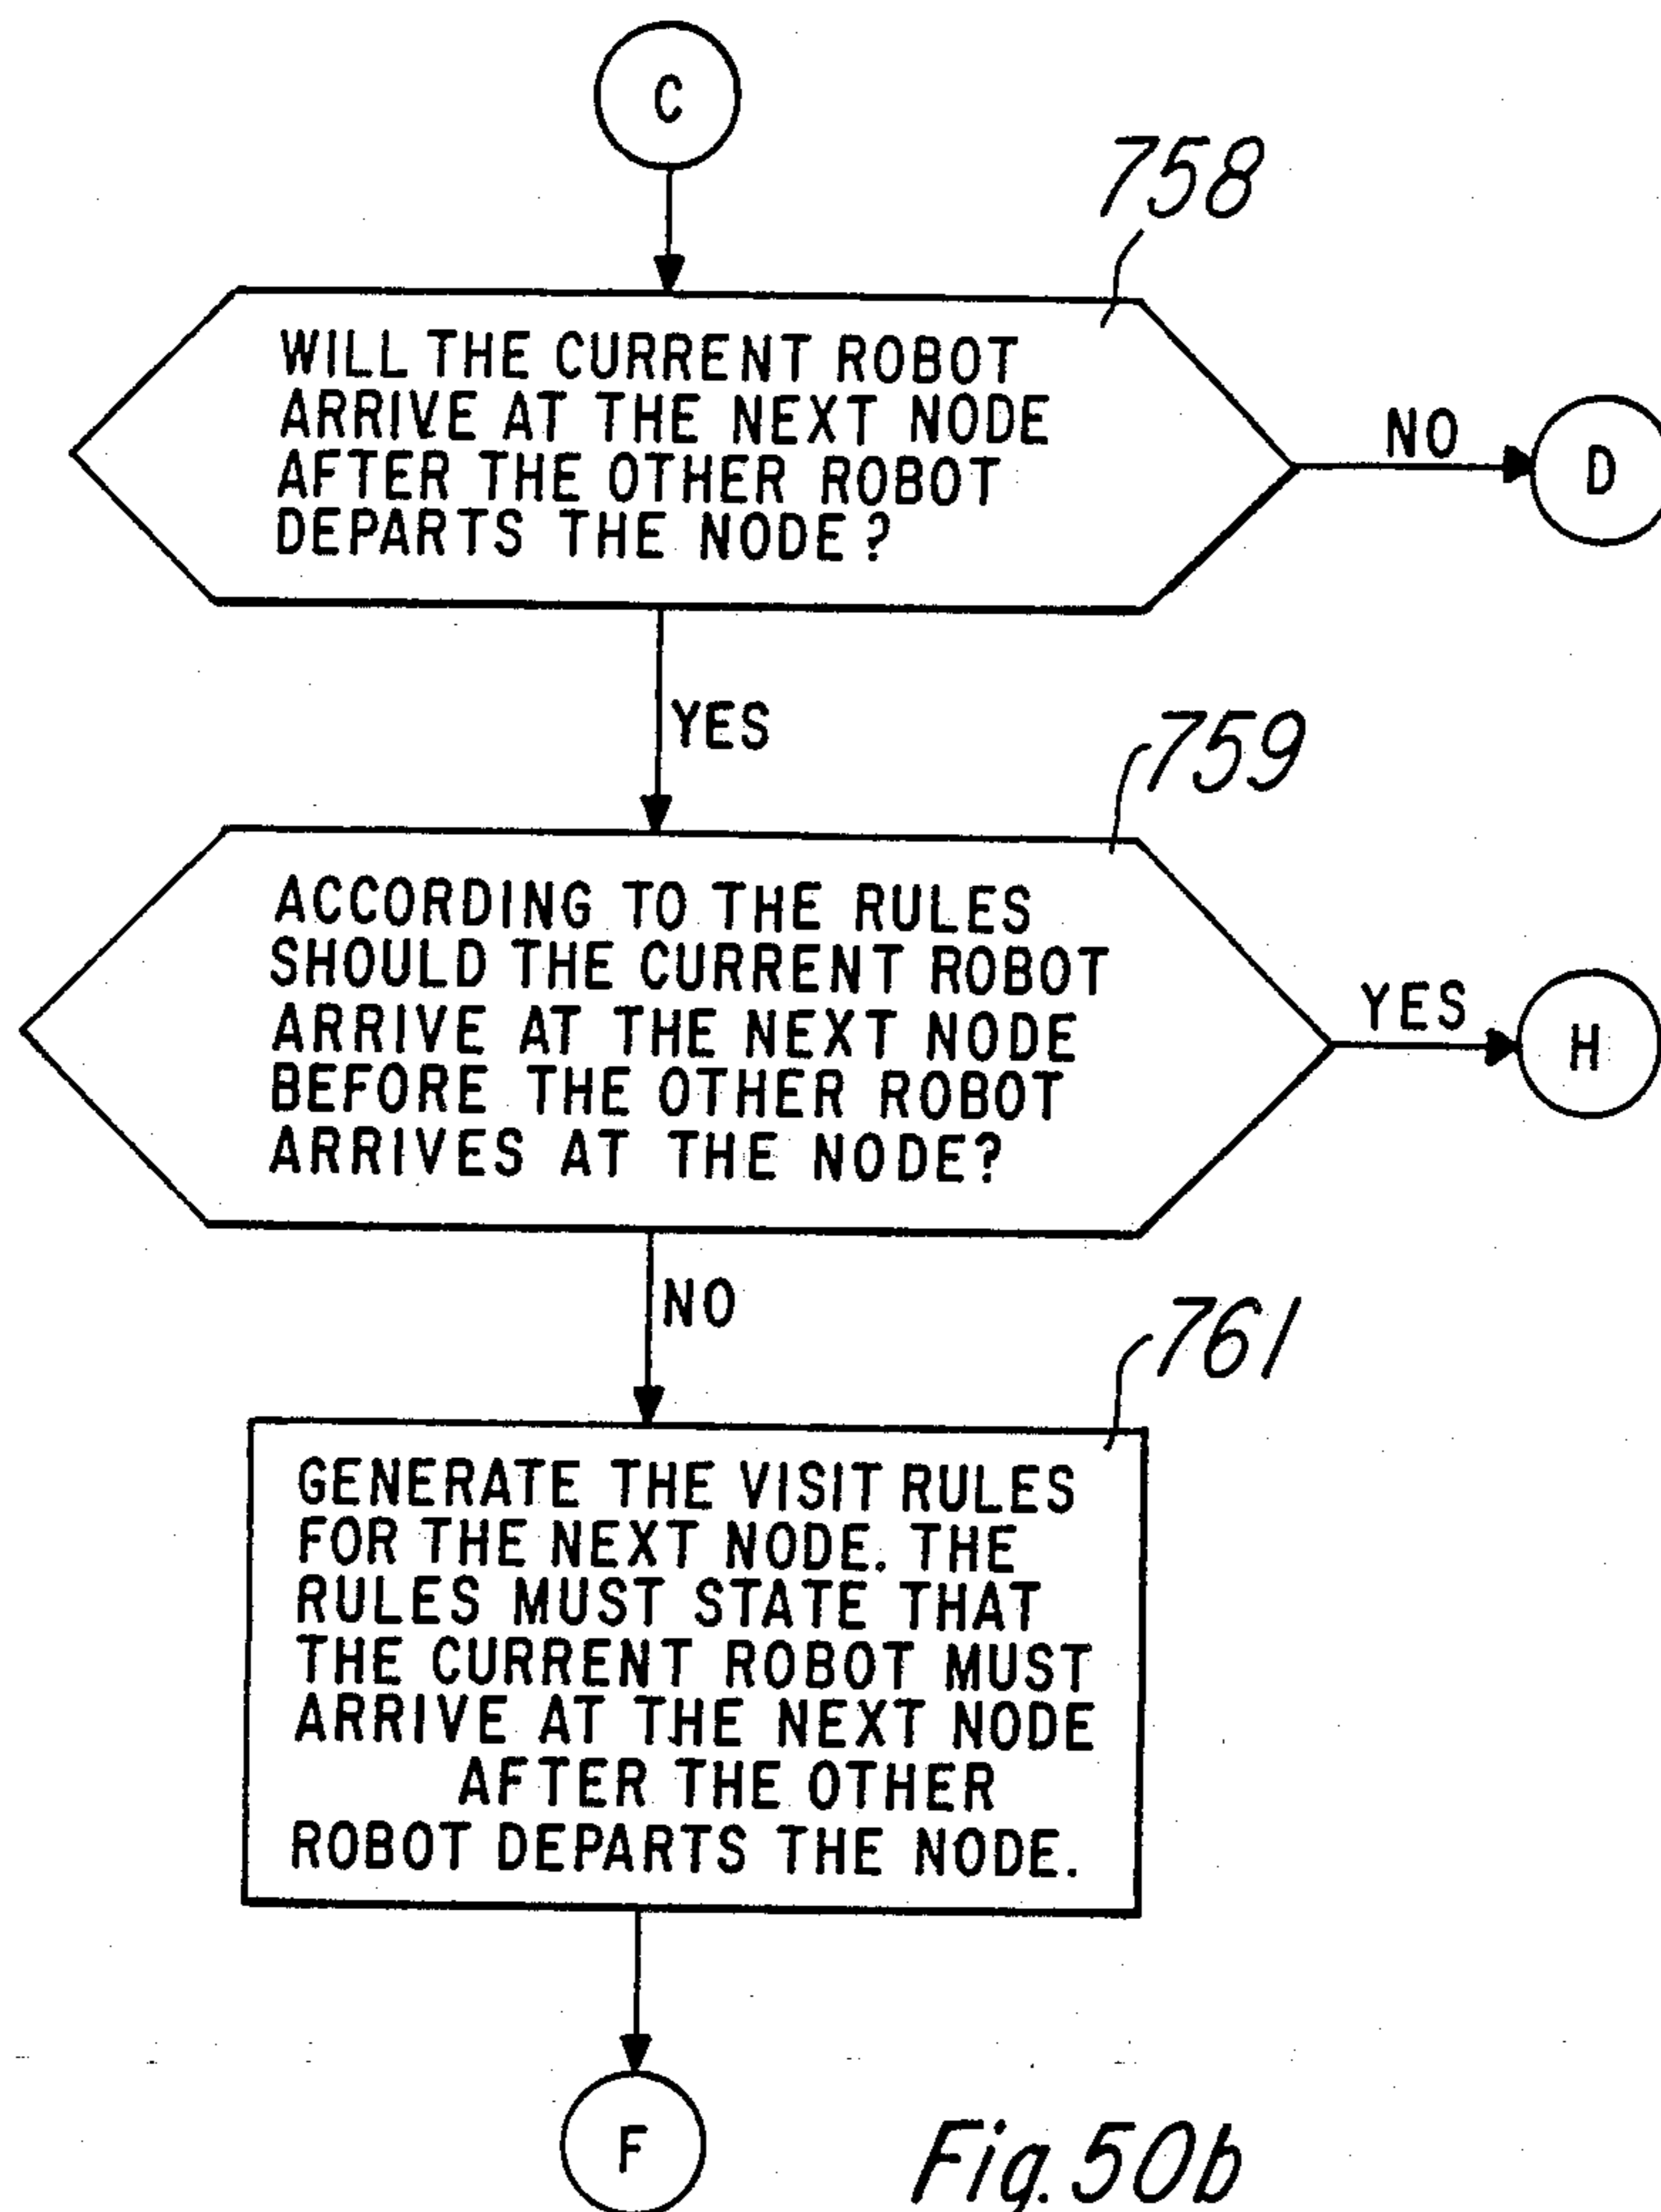 C
758
WILL THE CURRENT ROBOT
ARRIVE AT THE NEXT NODE
AFTER THE OTHER ROBOT
DEPARTS THE NODE?
NO
D
YES
759
ACCORDING TO THE RULES
SHOULD THE CURRENT ROBOT
ARRIVE AT THE NEXT NODE
BEFORE THE OTHER ROBOT
ARRIVES AT THE NODE?
YES
H
NO
761
GENERATE THE VISIT RULES
FOR THE NEXT NODE. THE
RULES MUST STATE THAT
THE CURRENT ROBOT MUST
ARRIVE AT THE NEXT NODE
AFTER THE OTHER
ROBOT DEPARTS THE NODE.
F
Fig. 50b